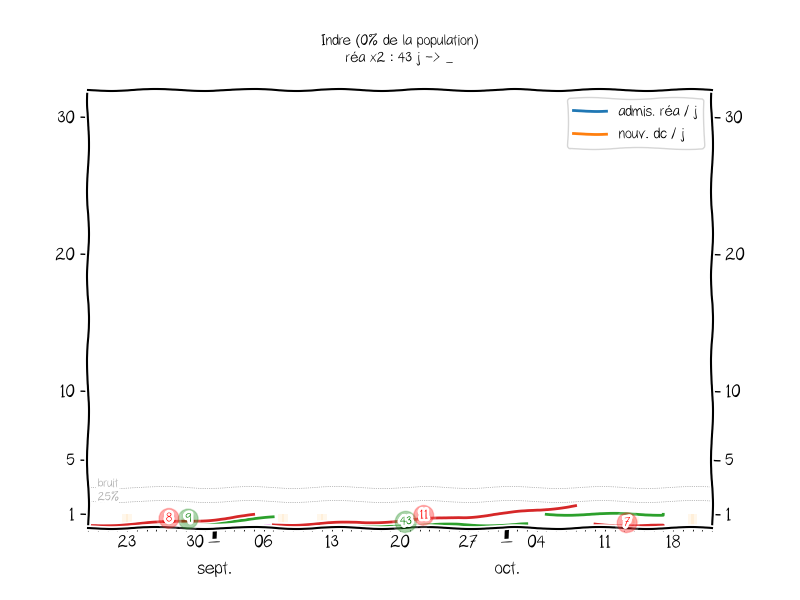 Indre (0% de la population)
réa x2 : 43 j -> _
admis. réa / j
nouv. dc / j
30 30
20 20
10 10
5 5
bruit
25%
1 1
8 9 43 11 7
23 30 06 13 20 27 04 11 18
sept. oct.